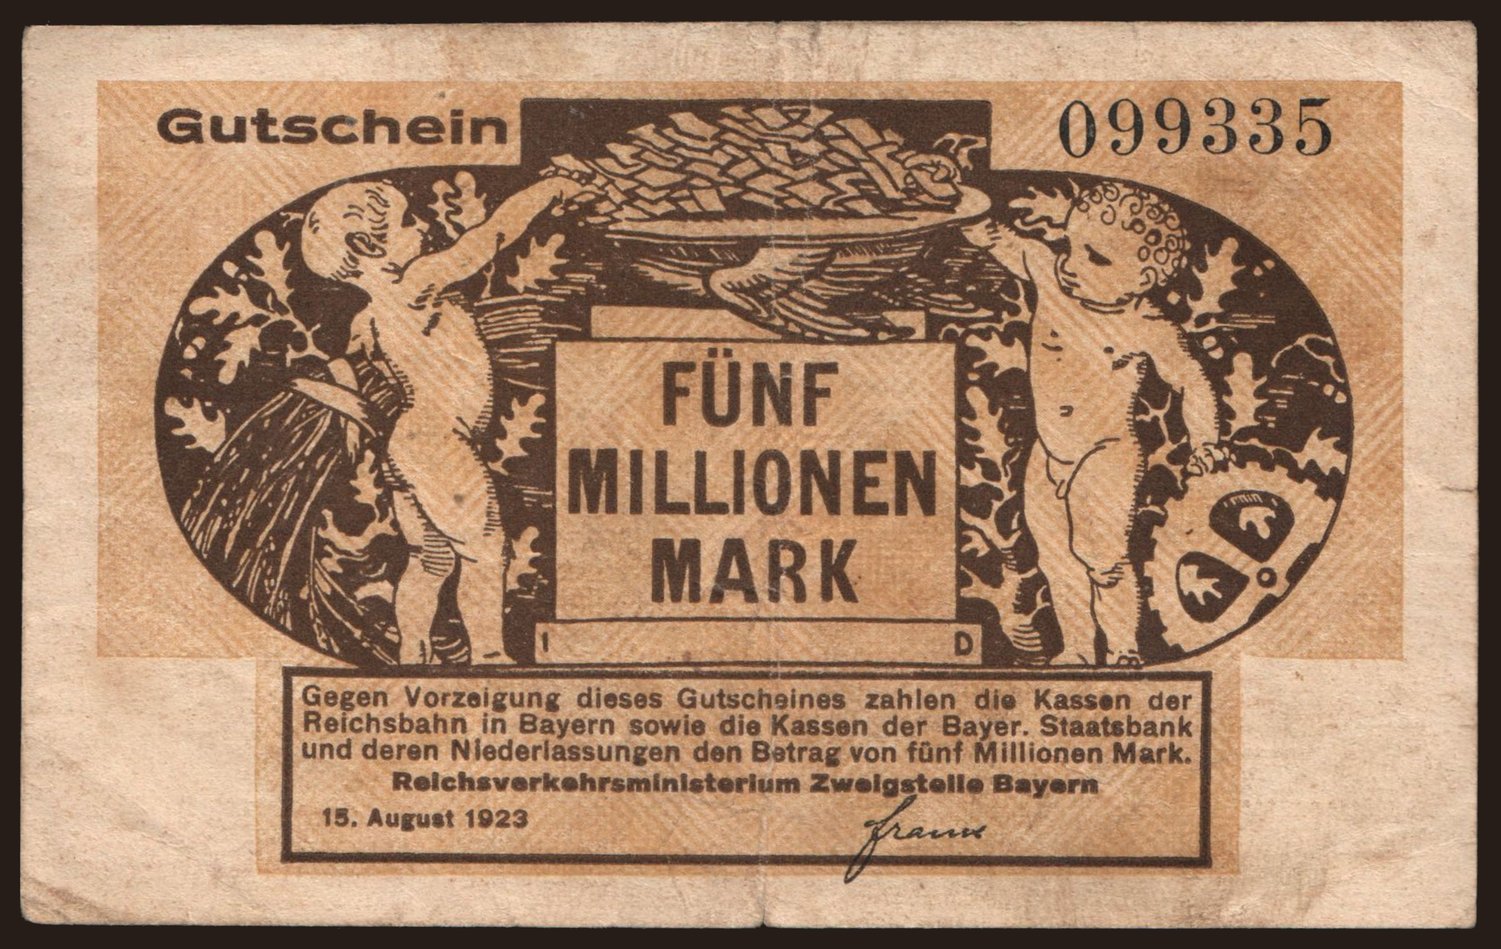 Gutschein
099335
FÜNF
MILLIONEN
MARK
I D
Gegen Vorzeigung dieses Gutscheines zahlen die Kassen der
Reichsbahn in Bayern sowie die Kassen der Bayer. Staatsbank
und deren Niederlassungen den Betrag von fünf Millionen Mark.
Reichsverkehrsministerium Zweigstelle Bayern
15. August 1923